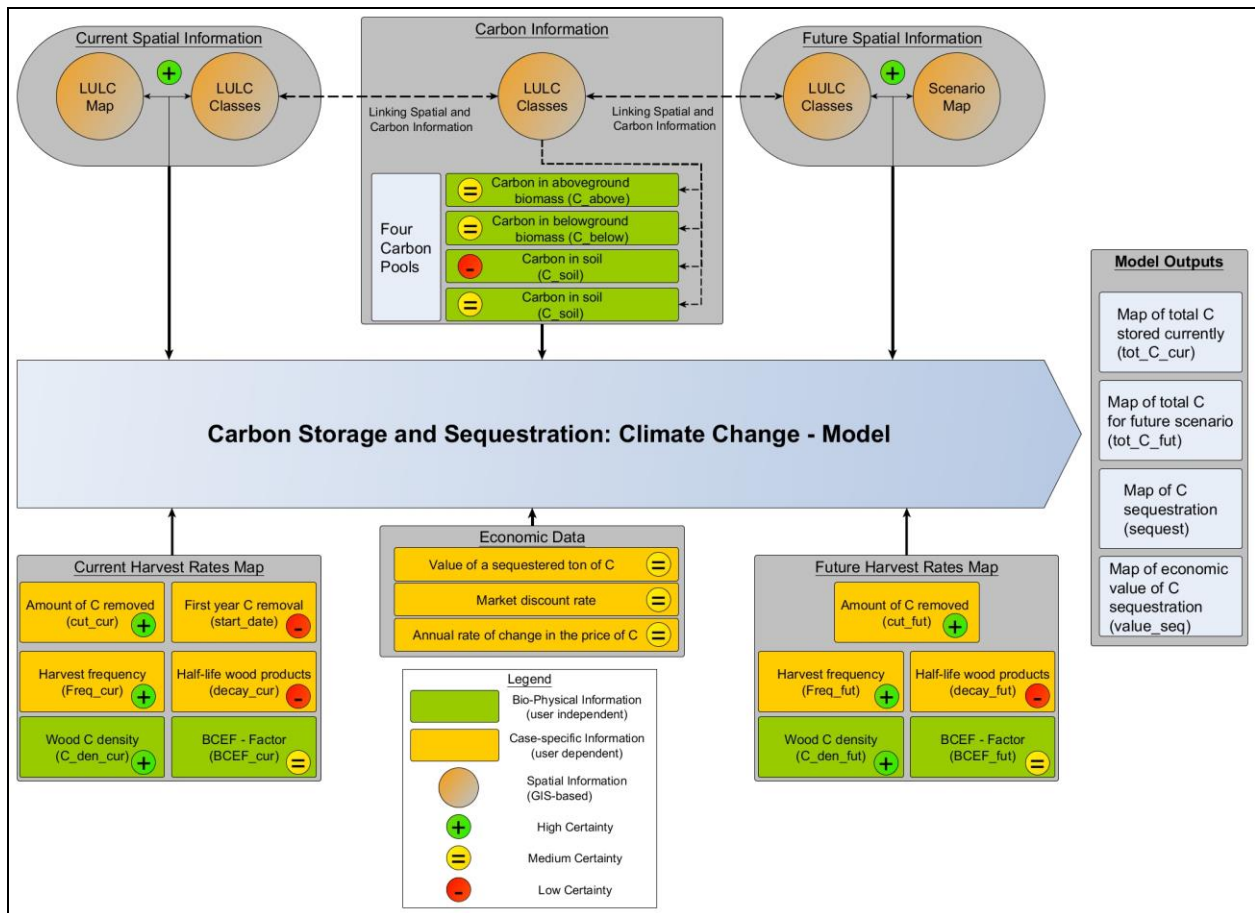 Current Spatial Information
LULC
Map
+
LULC
Classes
Carbon Information
LULC
Classes
Linking Spatial and
Carbon Information
Linking Spatial and
Carbon Information
Future Spatial Information
LULC
Classes
+
Scenario
Map
Four
Carbon
Pools
= Carbon in aboveground
biomass (C_above)
= Carbon in belowground
biomass (C_below)
- Carbon in soil
(C_soil)
= Carbon in soil
(C_soil)
Carbon Storage and Sequestration: Climate Change - Model
Model Outputs
Map of total C
stored currently
(tot_C_cur)
Map of total C
for future scenario
(tot_C_fut)
Map of C
sequestration
(sequest)
Map of economic
value of C
sequestration
(value_seq)
Current Harvest Rates Map
Amount of C removed
(cut_cur) +
First year C removal
(start_date) -
Harvest frequency
(Freq_cur) +
Half-life wood products
(decay_cur) -
Wood C density
(C_den_cur) +
BCEF - Factor
(BCEF_cur) =
Economic Data
Value of a sequestered ton of C =
Market discount rate =
Annual rate of change in the price of C =
Future Harvest Rates Map
Amount of C removed
(cut_fut) +
Harvest frequency
(Freq_fut) +
Half-life wood products
(decay_fut) -
Wood C density
(C_den_fut) +
BCEF - Factor
(BCEF_fut) =
Legend
Bio-Physical Information
(user independent)
Case-specific Information
(user dependent)
Spatial Information
(GIS-based)
+ High Certainty
= Medium Certainty
- Low Certainty